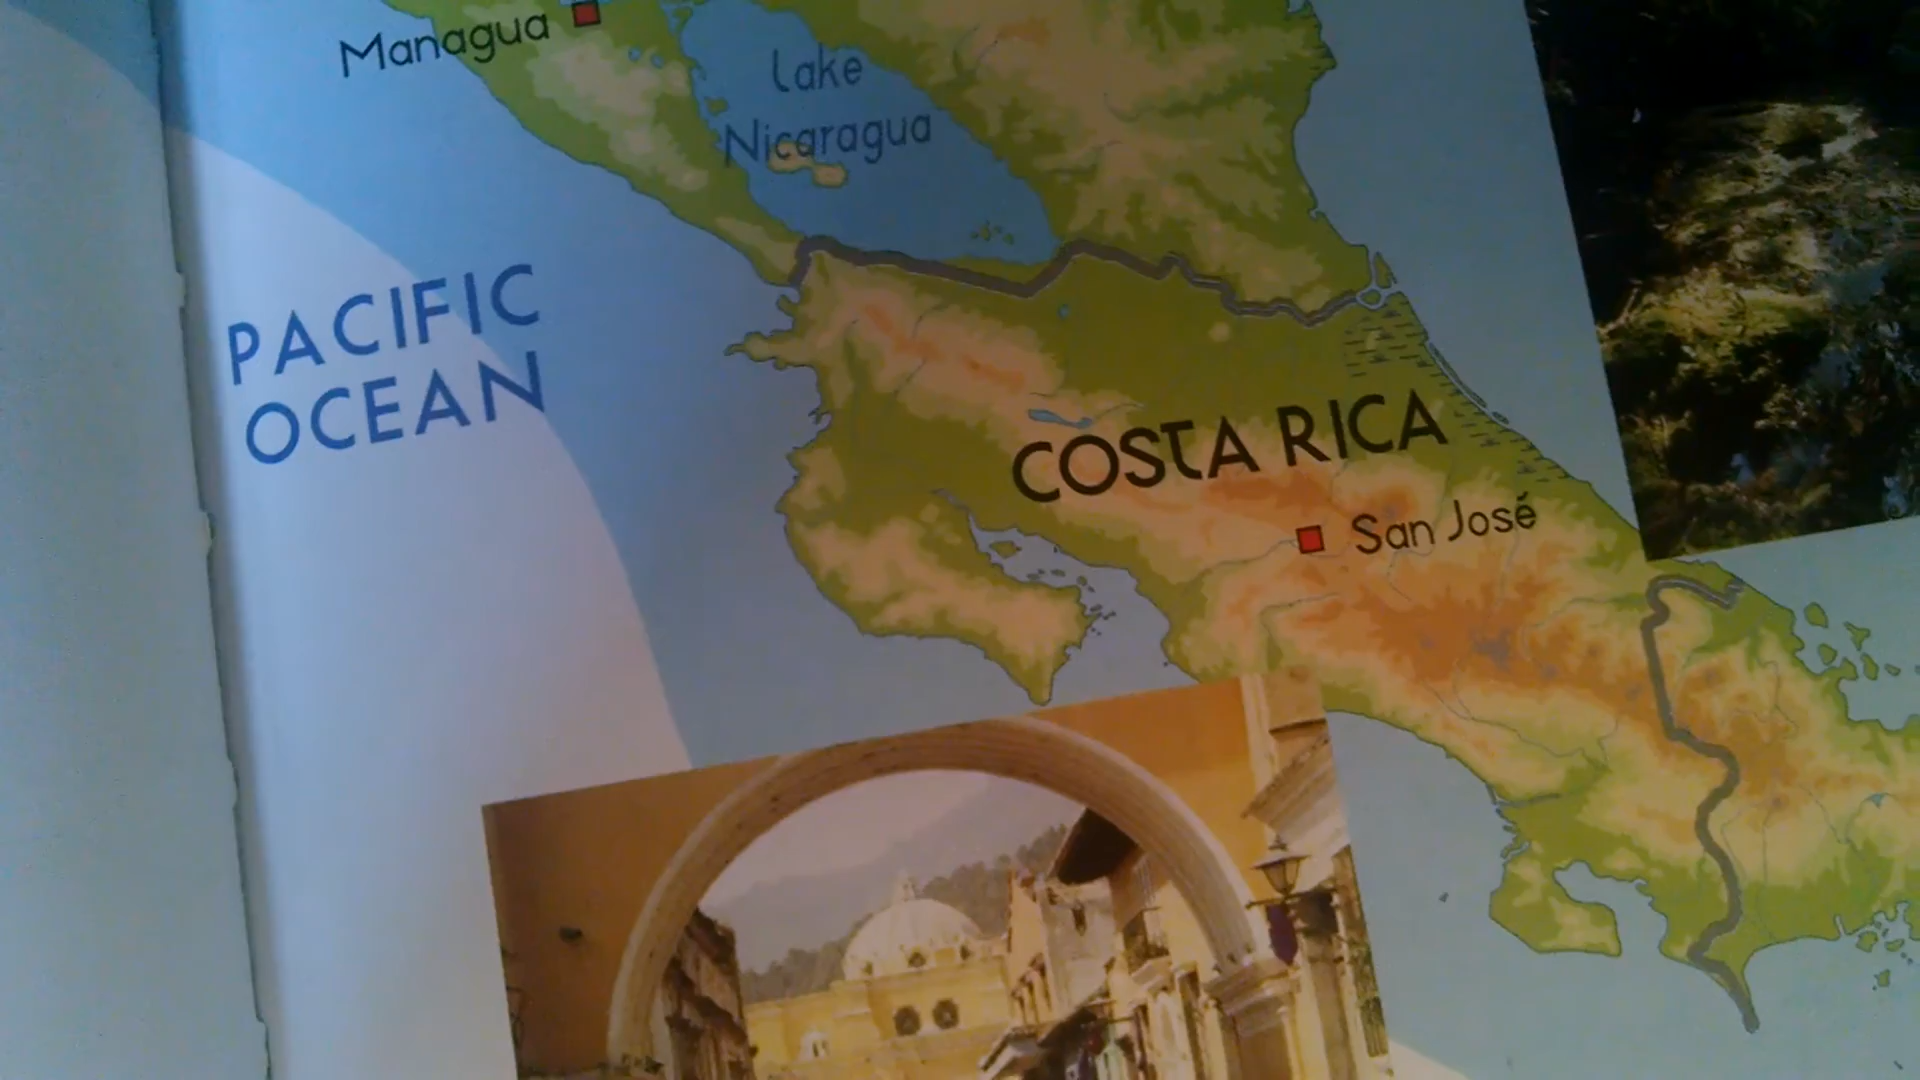 Managua
Lake
Nicaragua
PACIFIC
OCEAN
COSTA RICA
San José